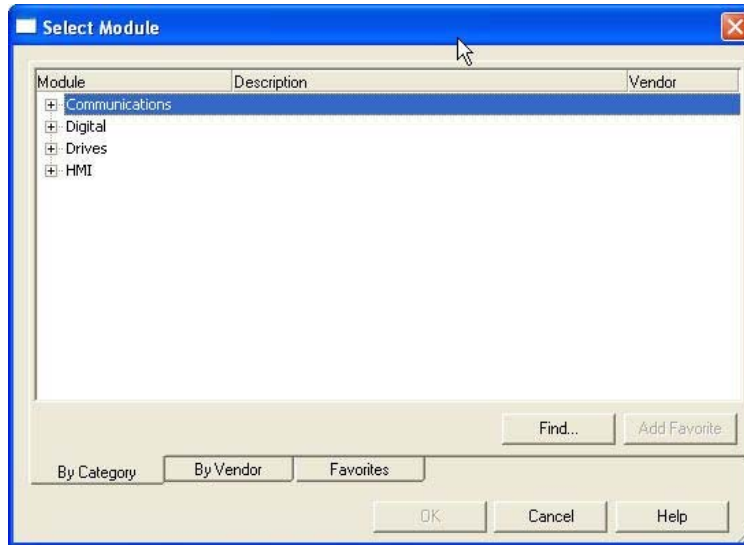 Select Module
Module Description Vendor
Communications
Digital
Drives
HMI
Find... Add Favorite
By Category By Vendor Favorites
OK Cancel Help